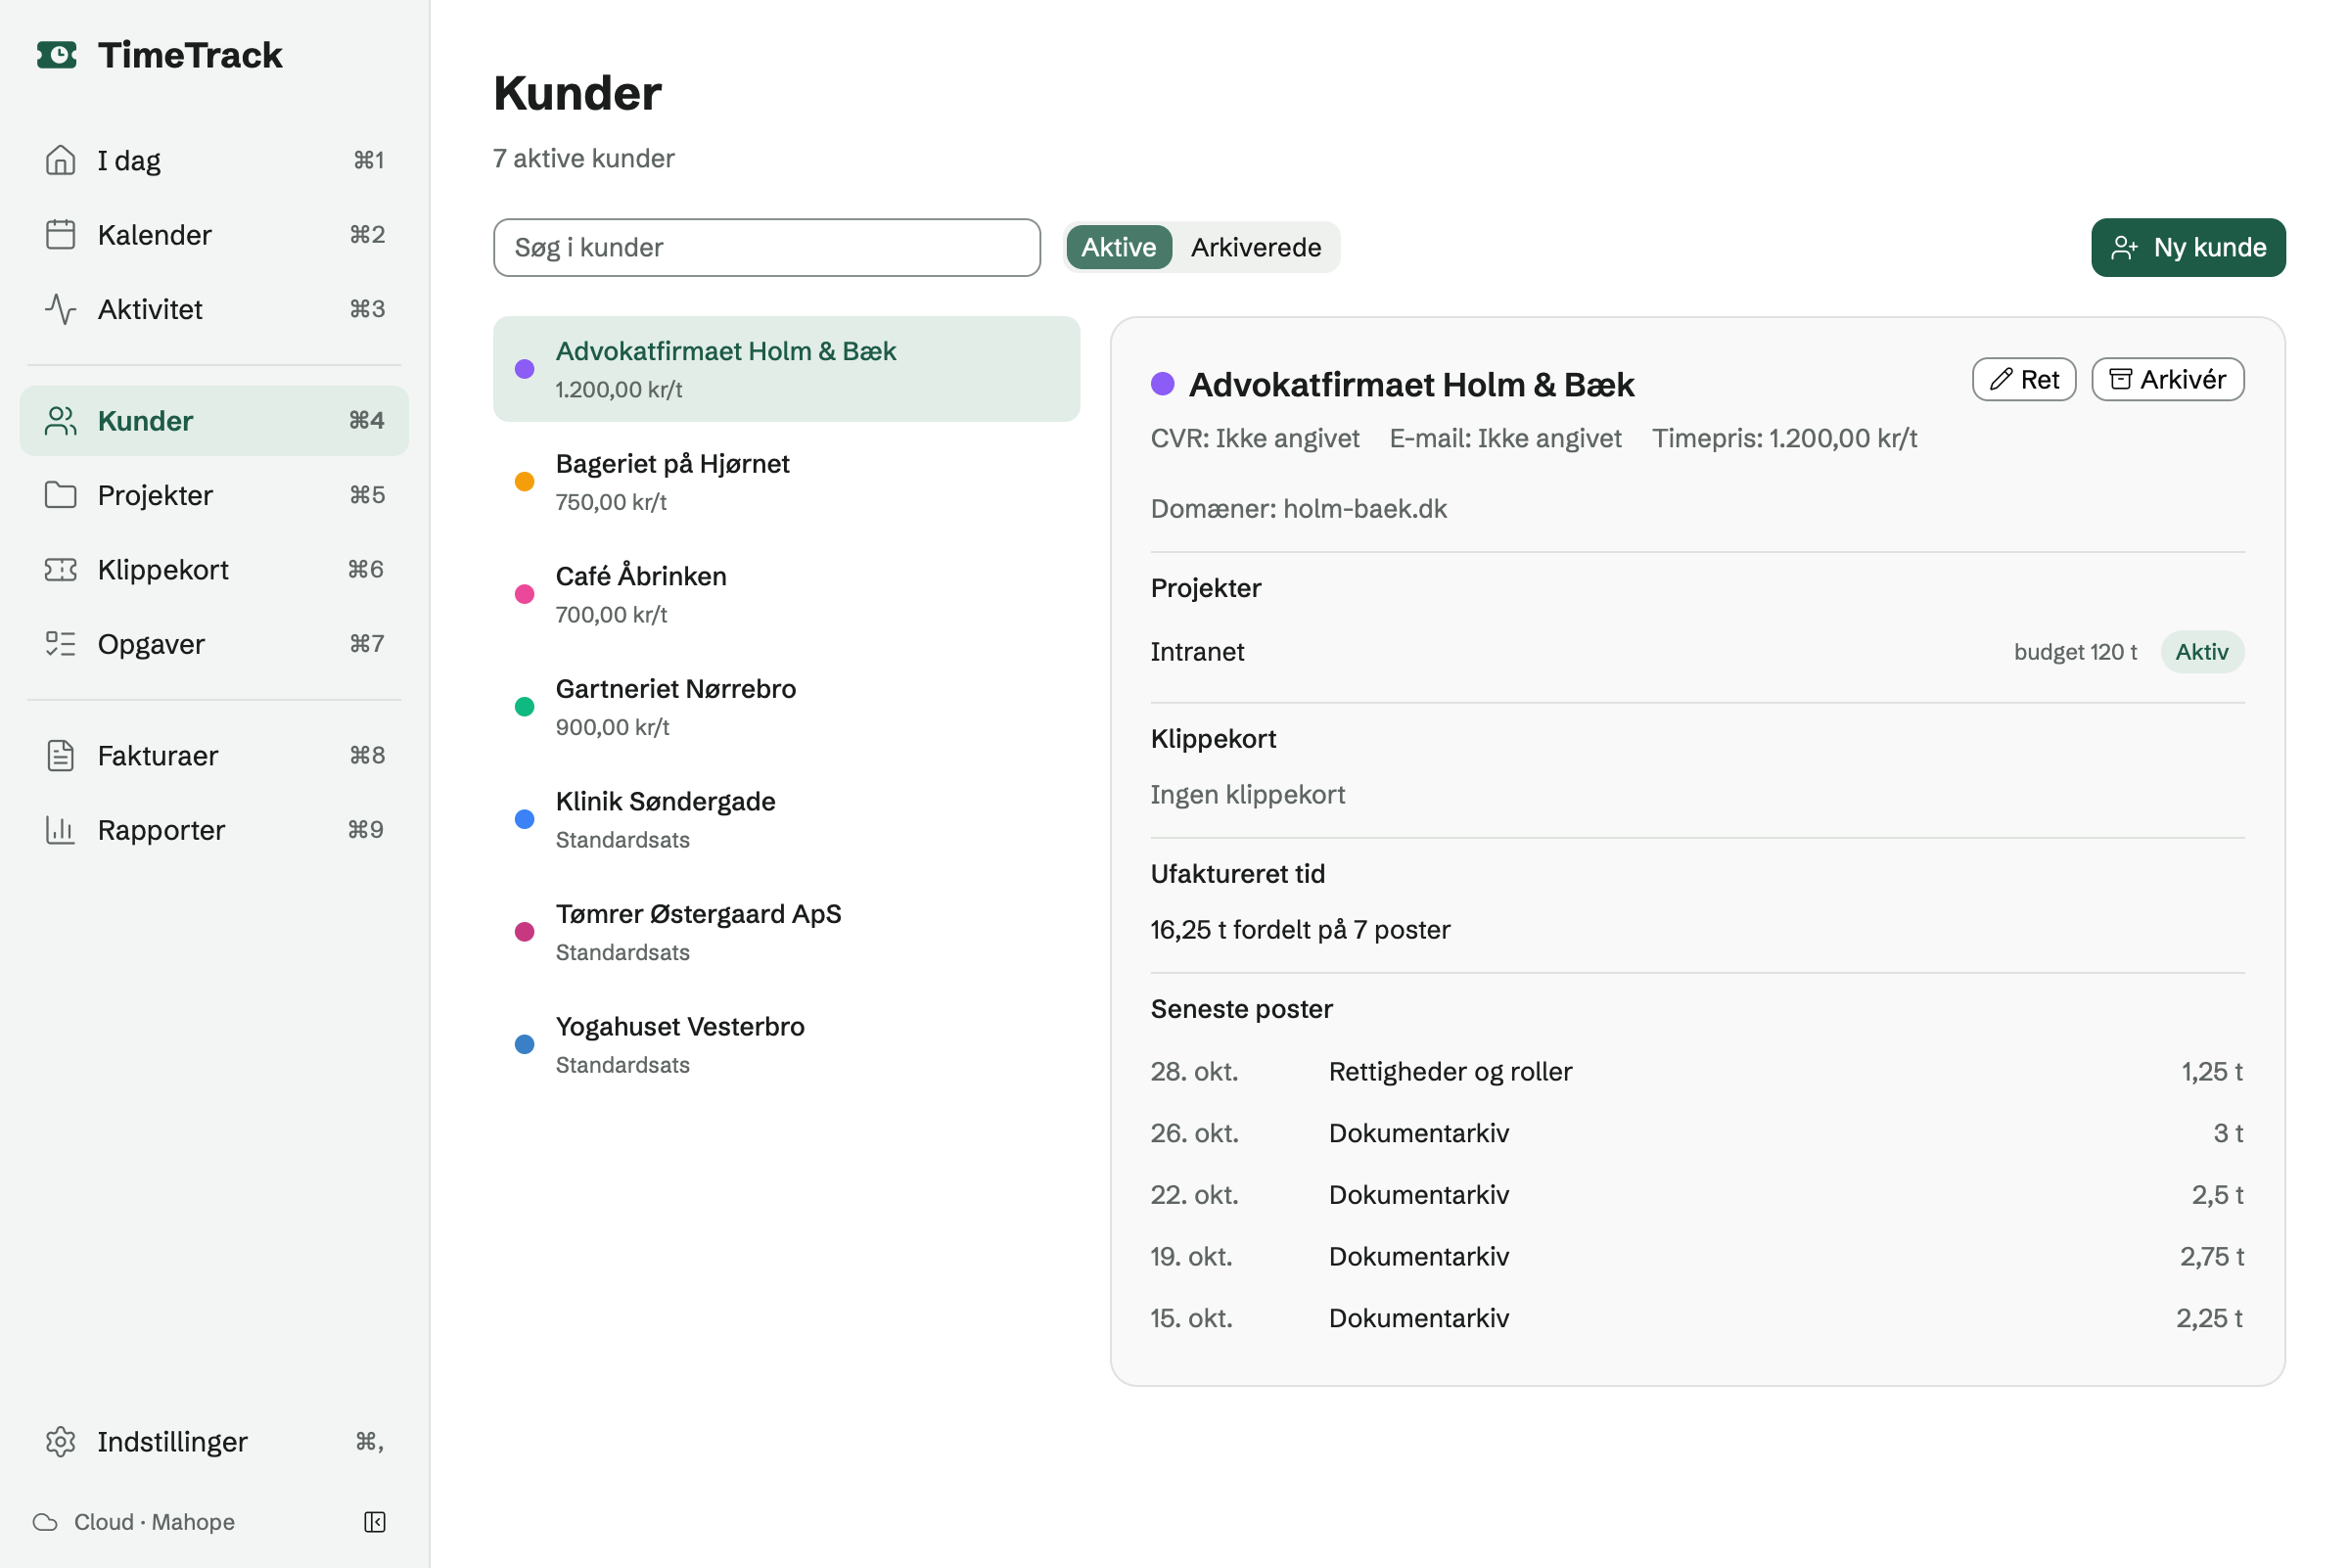 TimeTrack
I dag ⌘1
Kalender ⌘2
Aktivitet ⌘3
Kunder ⌘4
Projekter ⌘5
Klippekort ⌘6
Opgaver ⌘7
Fakturaer ⌘8
Rapporter ⌘9
Indstillinger ⌘,
Cloud · Mahope
Kunder
7 aktive kunder
Søg i kunder
Aktive Arkiverede
Ny kunde
Advokatfirmaet Holm & Bæk
1.200,00 kr/t
Bageriet på Hjørnet
750,00 kr/t
Café Åbrinken
700,00 kr/t
Gartneriet Nørrebro
900,00 kr/t
Klinik Søndergade
Standardsats
Tømrer Østergaard ApS
Standardsats
Yogahuset Vesterbro
Standardsats
Advokatfirmaet Holm & Bæk
Ret Arkivér
CVR: Ikke angivet E-mail: Ikke angivet Timepris: 1.200,00 kr/t
Domæner: holm-baek.dk
Projekter
Intranet budget 120 t Aktiv
Klippekort
Ingen klippekort
Ufaktureret tid
16,25 t fordelt på 7 poster
Seneste poster
28. okt. Rettigheder og roller 1,25 t
26. okt. Dokumentarkiv 3 t
22. okt. Dokumentarkiv 2,5 t
19. okt. Dokumentarkiv 2,75 t
15. okt. Dokumentarkiv 2,25 t